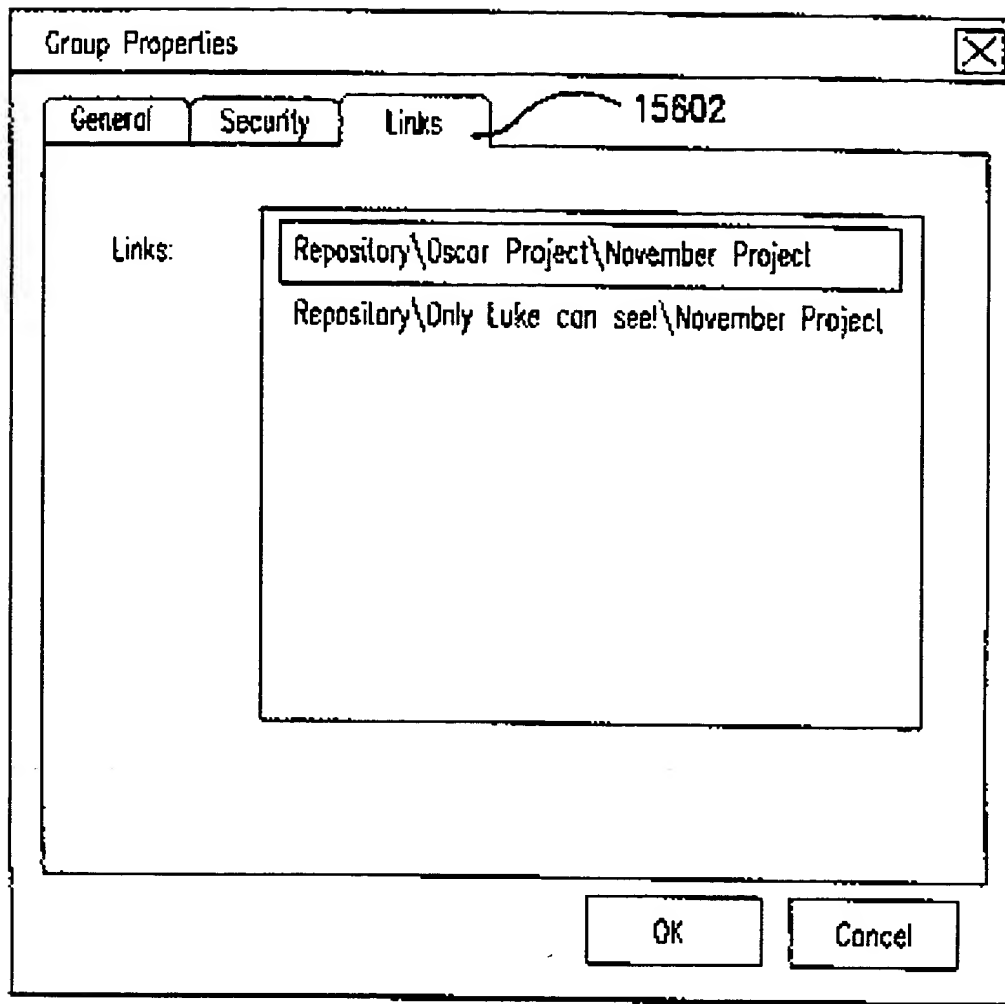 Group Properties
General Security Links 15602
Links:
Repository\Oscar Project\November Project
Repository\Only Luke can see!\November Project
OK Cancel